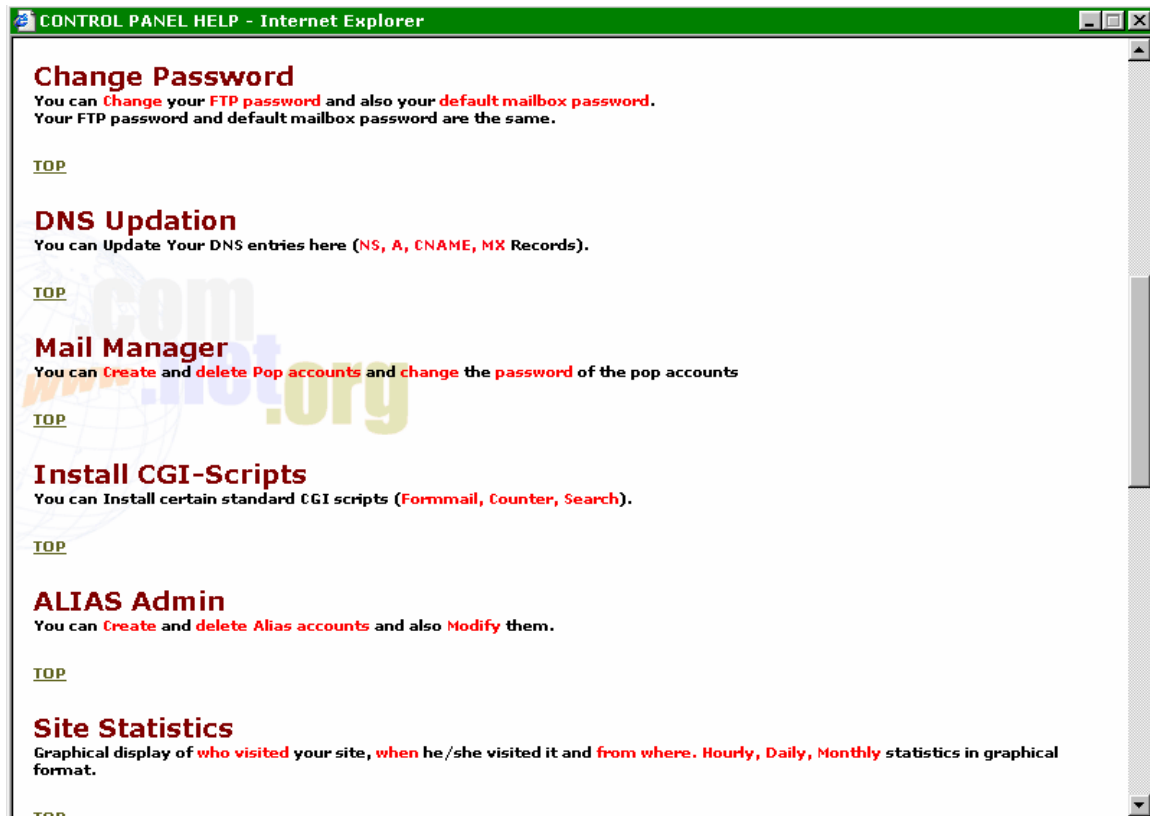 CONTROL PANEL HELP - Internet Explorer
Change Password
You can Change your FTP password and also your default mailbox password.
Your FTP password and default mailbox password are the same.
TOP
DNS Updation
You can Update Your DNS entries here (NS, A, CNAME, MX Records).
TOP
.com
Mail Manager
You can Create and delete Pop accounts and change the password of the pop accounts
www.net.org
TOP
Install CGI-Scripts
You can Install certain standard CGI scripts (Formmail, Counter, Search).
TOP
ALIAS Admin
You can Create and delete Alias accounts and also Modify them.
TOP
Site Statistics
Graphical display of who visited your site, when he/she visited it and from where. Hourly, Daily, Monthly statistics in graphical
format.
TOP